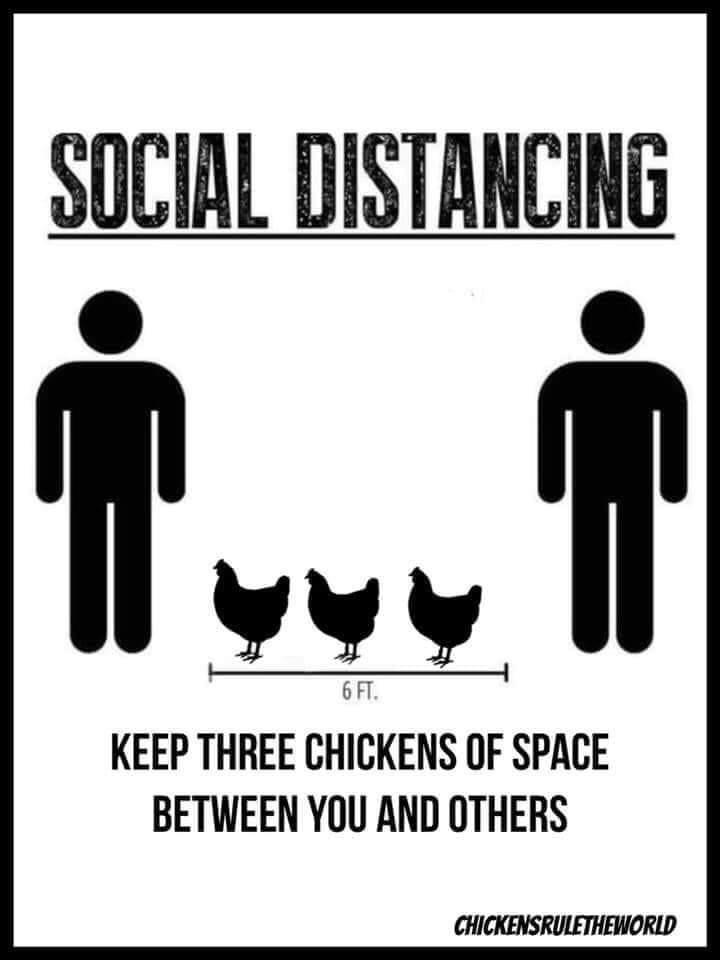 SOCIAL DISTANCING
6 FT.
KEEP THREE CHICKENS OF SPACE
BETWEEN YOU AND OTHERS
CHICKENSRULETHEWORLD